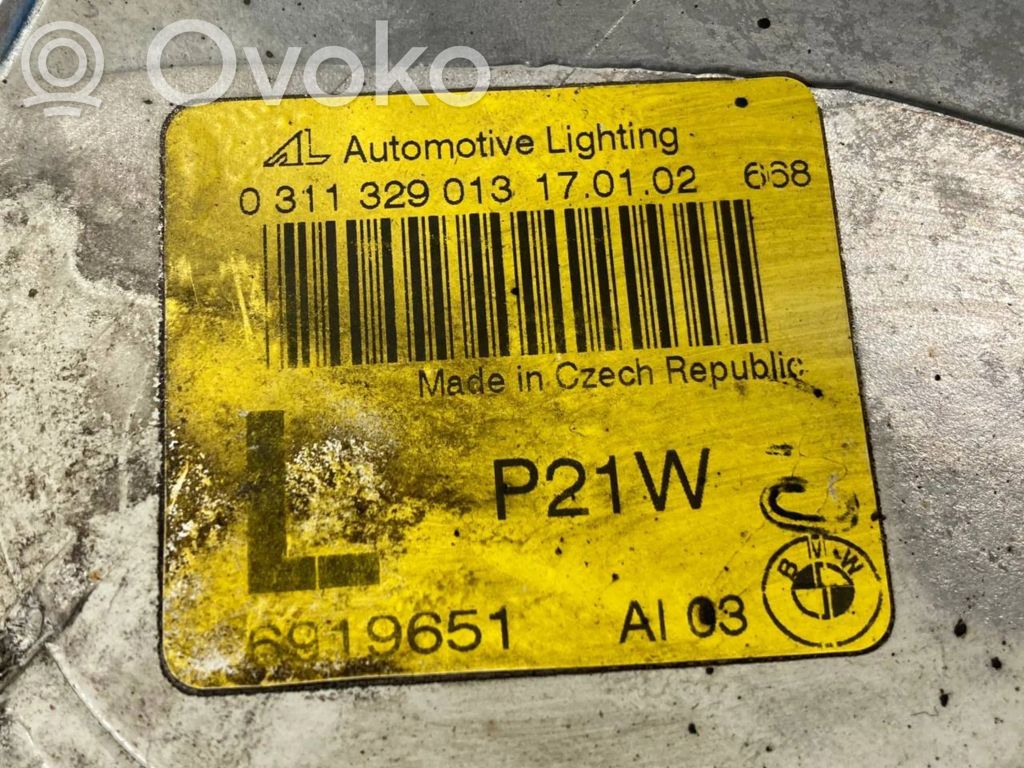 Ovoko
AL Automotive Lighting
0 311 329 013 17.01.02 668
Made in Czech Republic
L P21W
BMW
6919651 AI 03